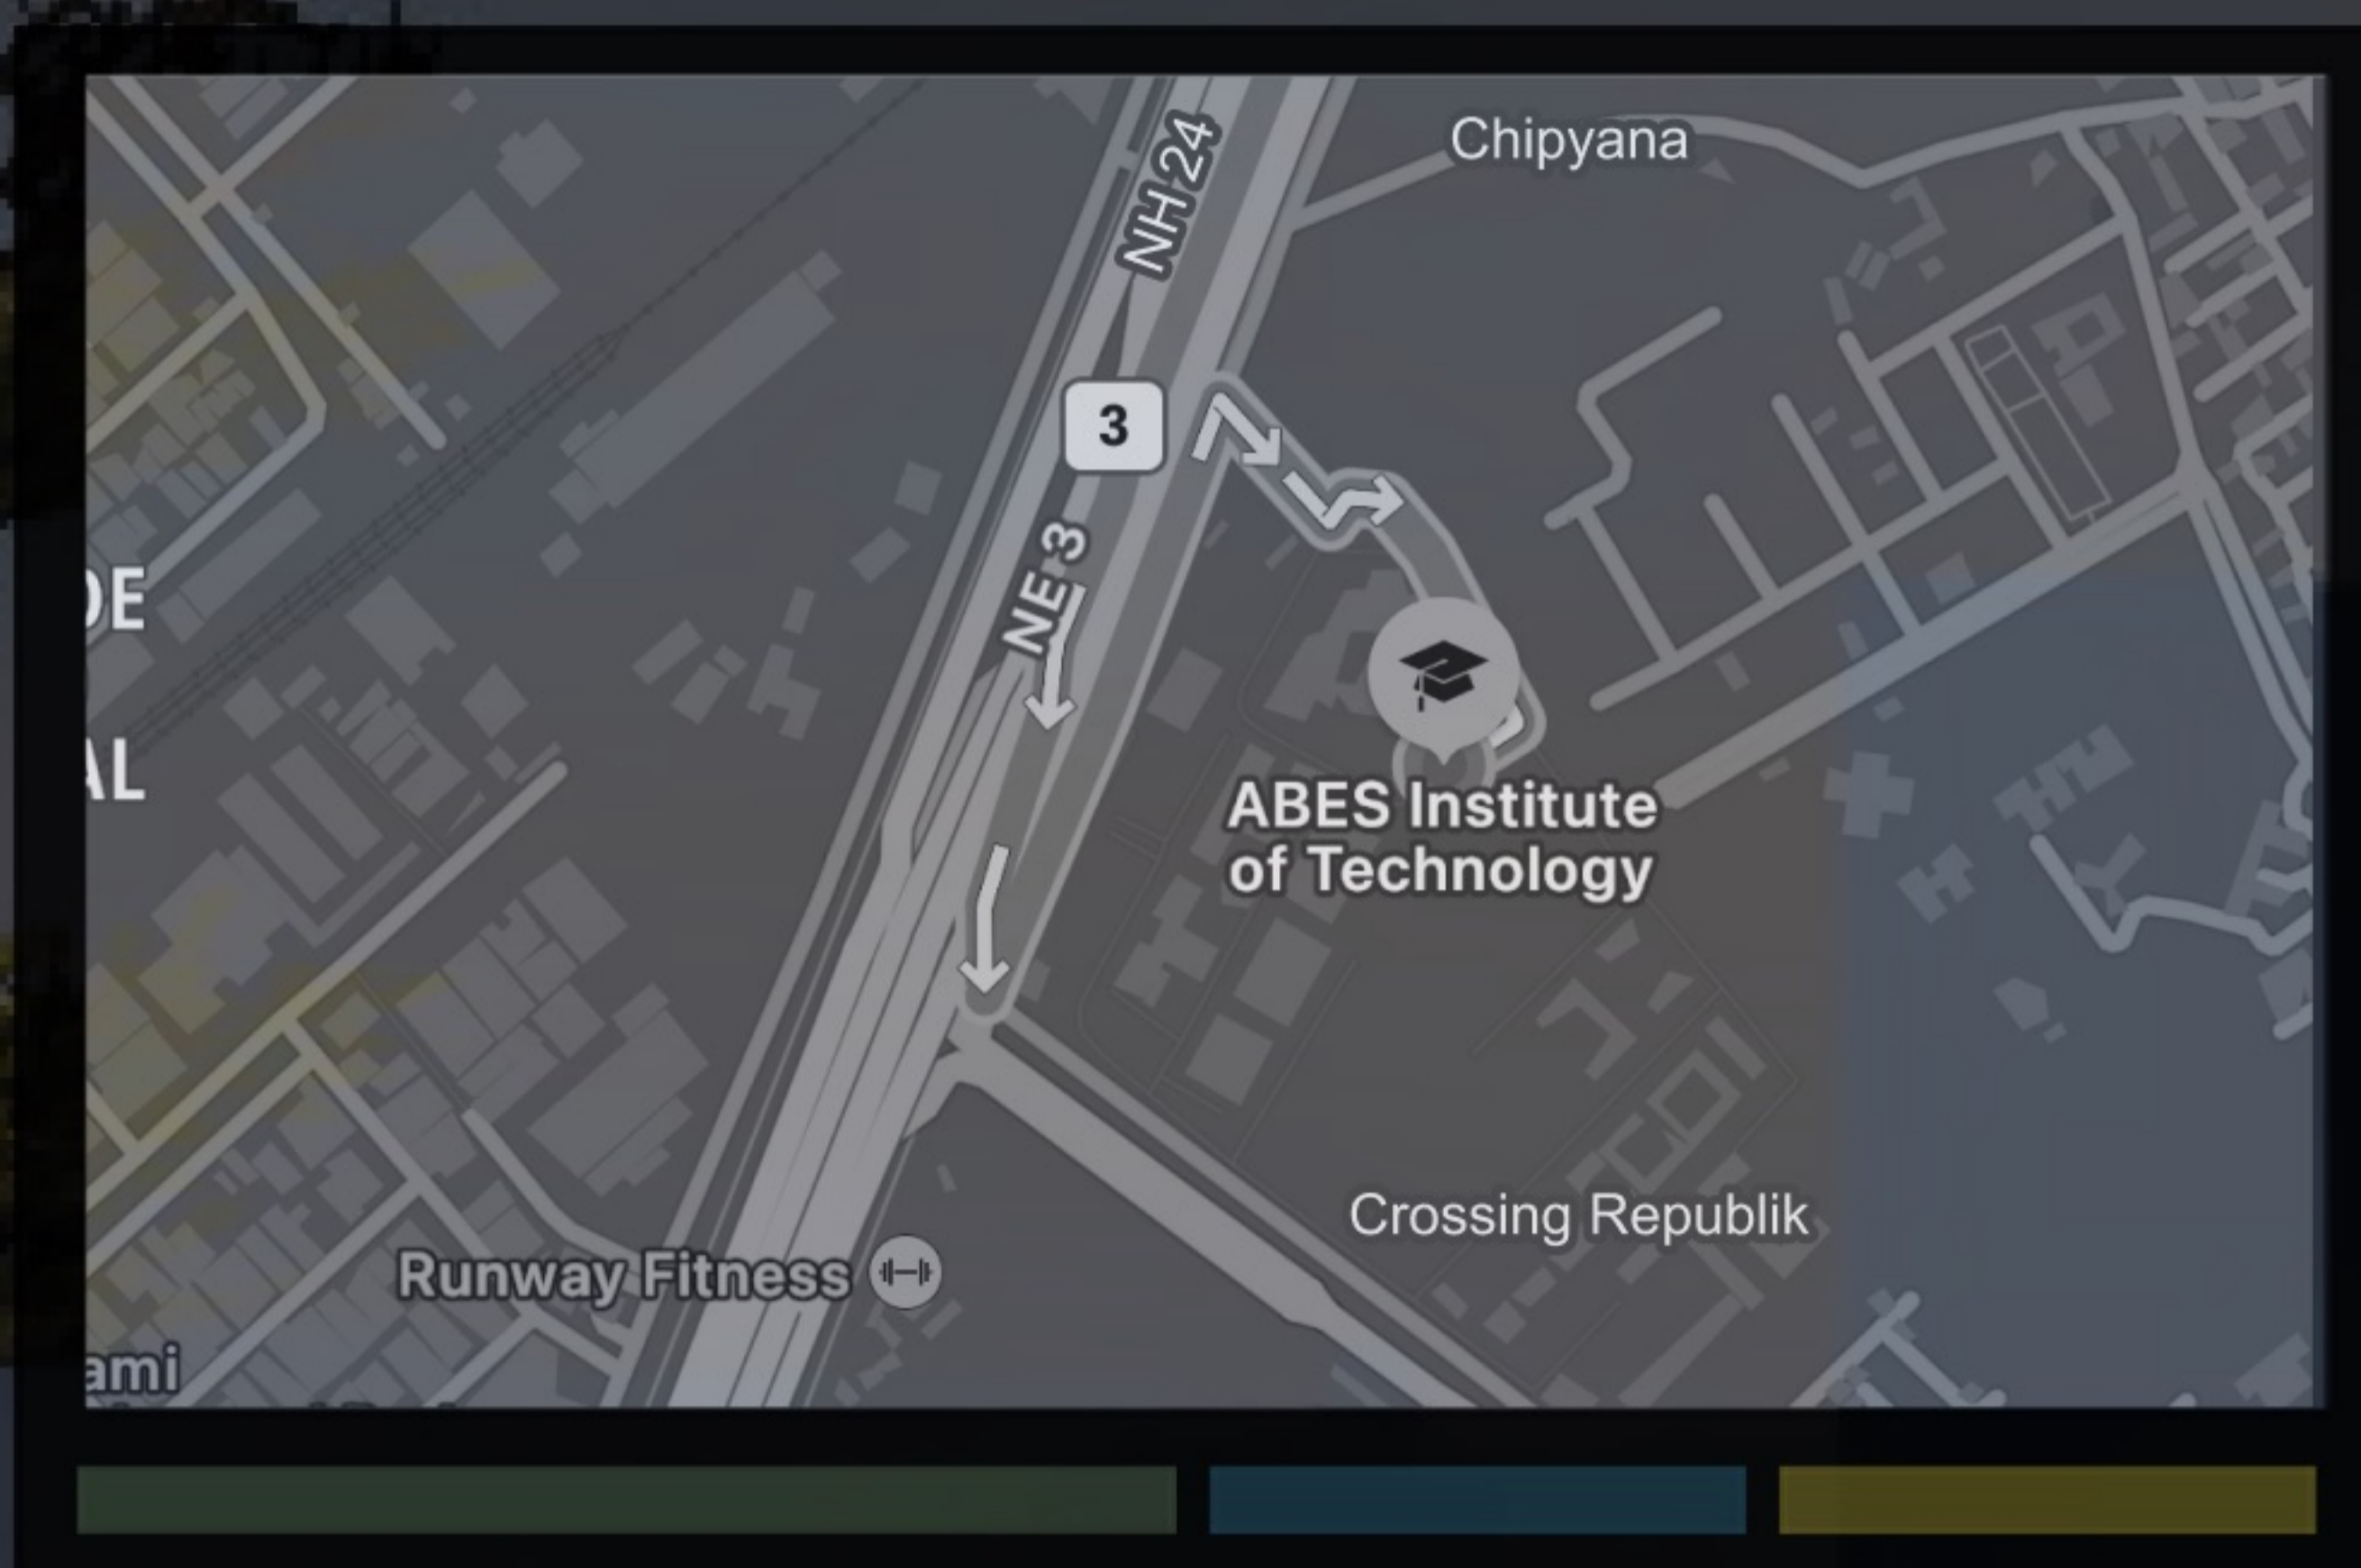 Chipyana
NH 24
3
NE 3
DE
AL
ABES Institute
of Technology
Crossing Republik
Runway Fitness
ami